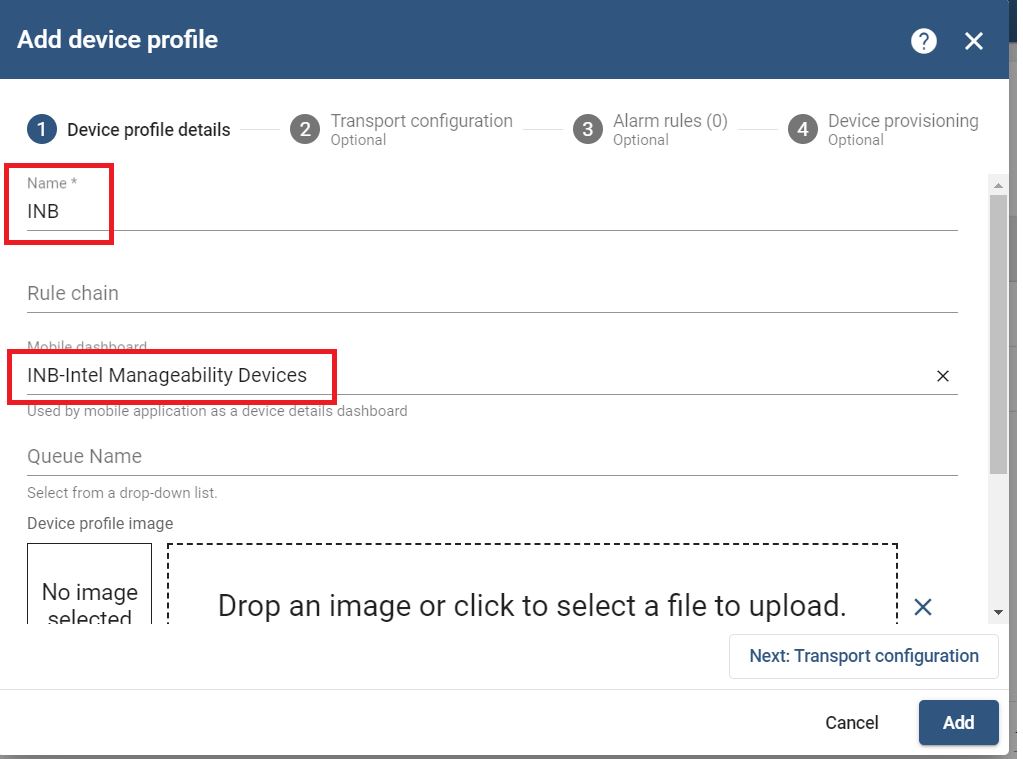 Add device profile
?
1 Device profile details
2 Transport configuration
Optional
3 Alarm rules (0)
Optional
4 Device provisioning
Optional
Name *
INB
Rule chain
Mobile dashboard
INB-Intel Manageability Devices
Used by mobile application as a device details dashboard
Queue Name
Select from a drop-down list.
Device profile image
No image
selected
Drop an image or click to select a file to upload.
Next: Transport configuration
Cancel
Add